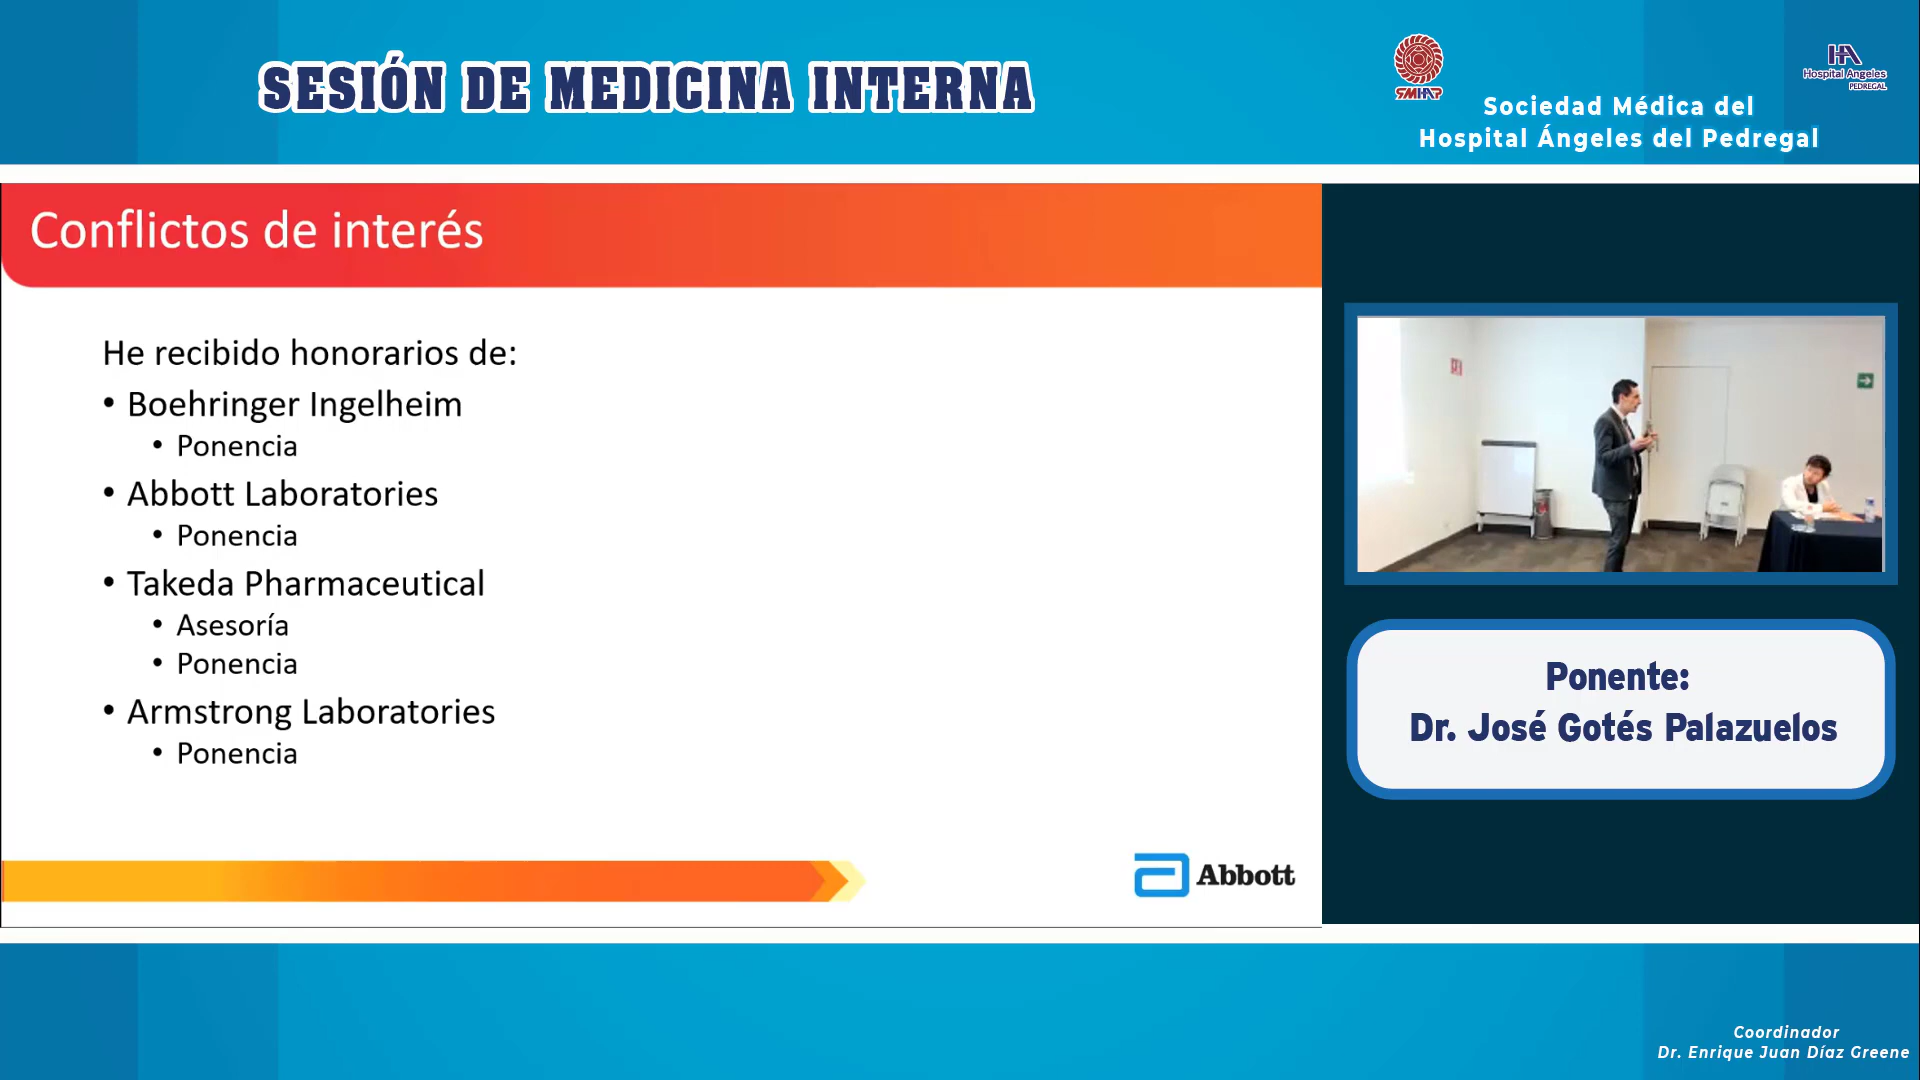 SESIÓN DE MEDICINA INTERNA
SMHAP
Sociedad Médica del
Hospital Ángeles del Pedregal
HA
Hospital Angeles
PEDREGAL
Conflictos de interés
He recibido honorarios de:
• Boehringer Ingelheim
• Ponencia
• Abbott Laboratories
• Ponencia
• Takeda Pharmaceutical
• Asesoría
• Ponencia
• Armstrong Laboratories
• Ponencia
Abbott
Ponente:
Dr. José Gotés Palazuelos
Coordinador
Dr. Enrique Juan Díaz Greene